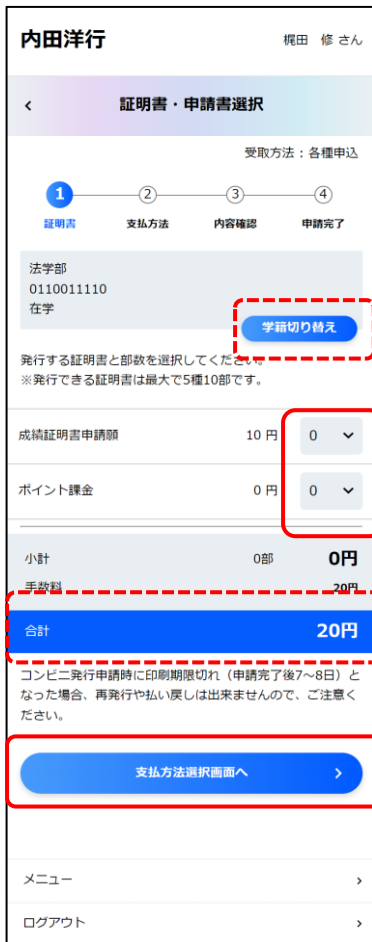 内田洋行
梶田　修 さん
証明書・申請書選択
受取方法：各種申込
1 2 3 4
証明書 支払方法 内容確認 申請完了
法学部
0110011110
在学
学籍切り替え
発行する証明書と部数を選択してください。
※発行できる証明書は最大で5種10部です。
成績証明書申請願 10 円 0
ポイント課金 0 円 0
小計 0部 0円
手数料 20円
合計 20円
コンビニ発行申請時に印刷期限切れ（申請完了後7～8日）と
なった場合、再発行や払い戻しは出来ませんので、ご注意く
ださい。
支払方法選択画面へ
メニュー
ログアウト